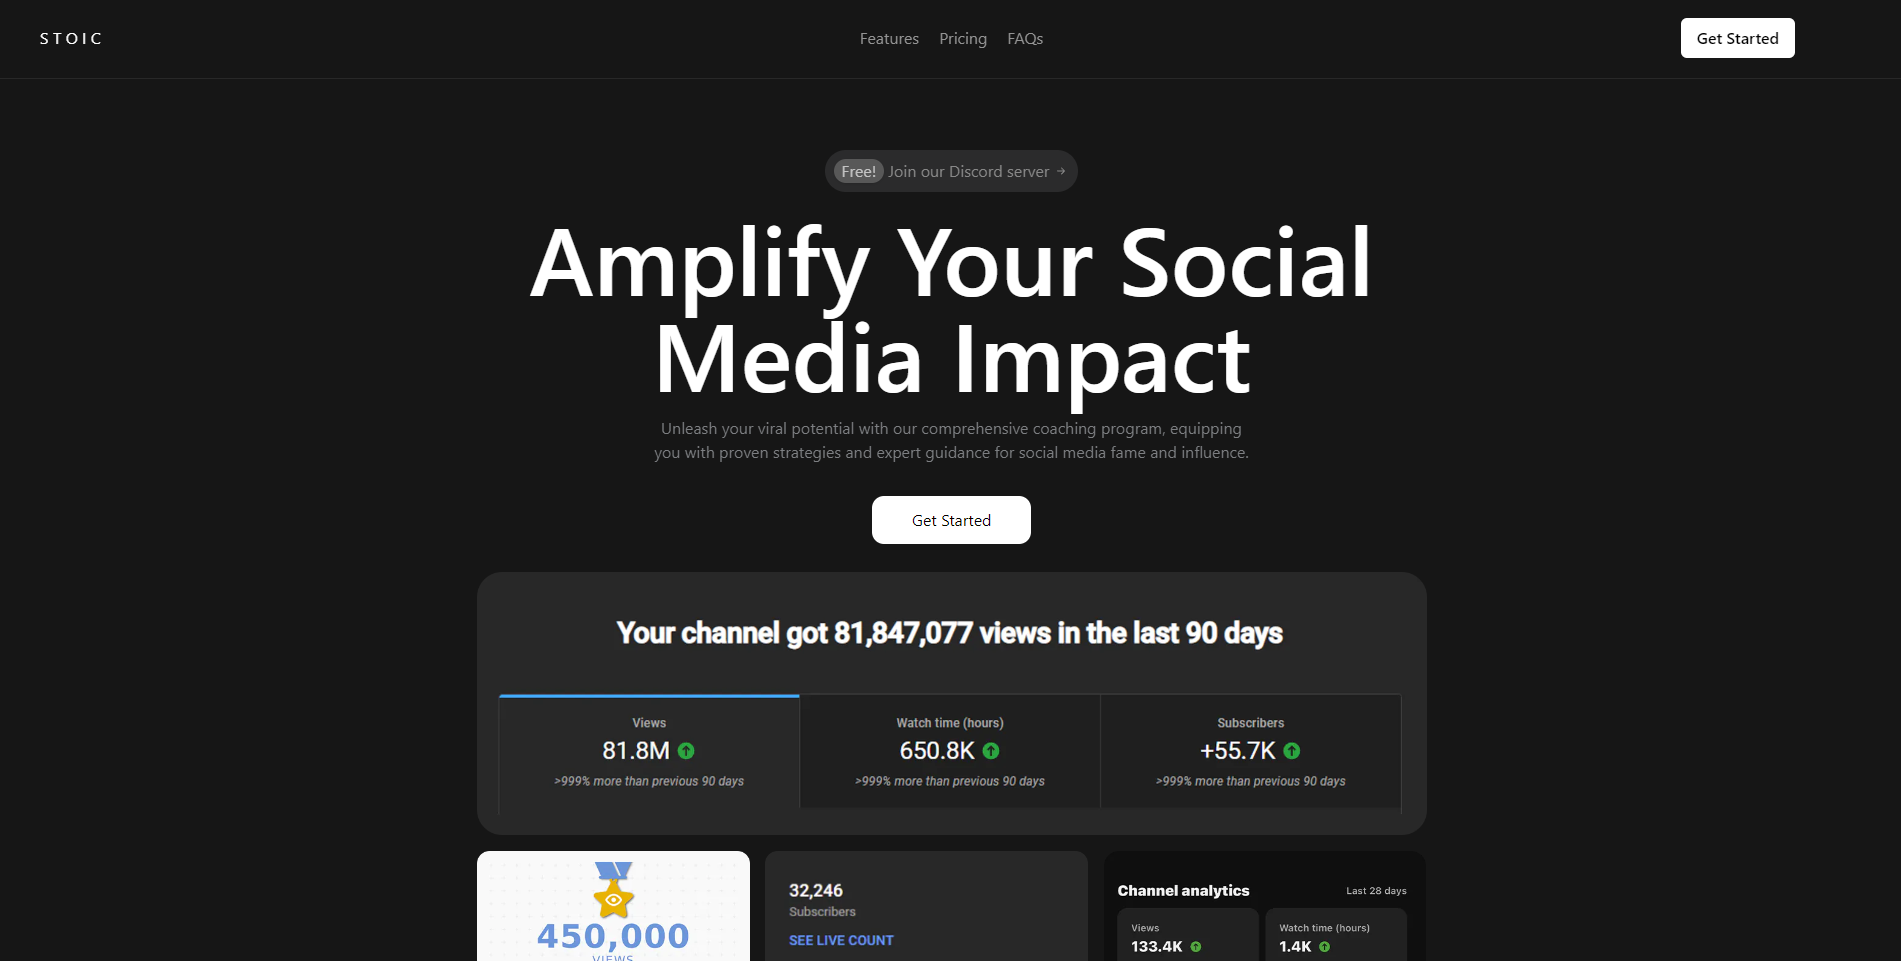 STOIC
Features Pricing FAQs
Get Started
Free! Join our Discord server →
Amplify Your Social
Media Impact
Unleash your viral potential with our comprehensive coaching program, equipping
you with proven strategies and expert guidance for social media fame and influence.
Get Started
Your channel got 81,847,077 views in the last 90 days
Views
81.8M
>999% more than previous 90 days
Watch time (hours)
650.8K
>999% more than previous 90 days
Subscribers
+55.7K
>999% more than previous 90 days
450,000
VIEWS
32,246
Subscribers
SEE LIVE COUNT
Channel analytics
Last 28 days
Views
133.4K
Watch time (hours)
1.4K